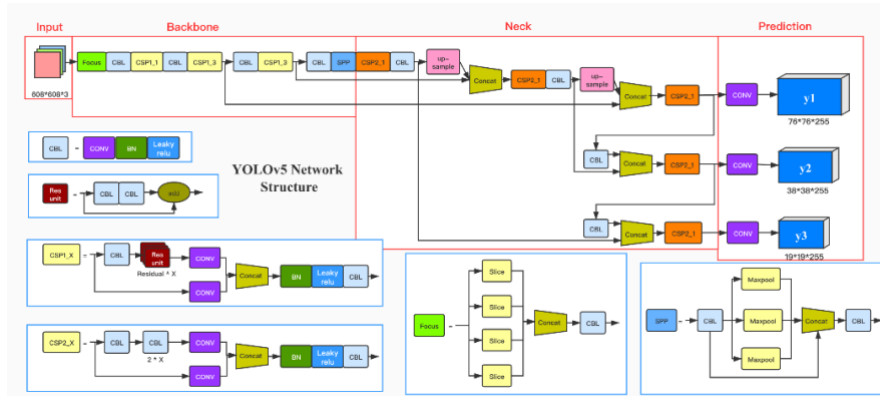 Input
Backbone
Neck
Prediction
Focus CBL CSP1_1 CBL CSP1_3 CBL CSP1_3 CBL SPP CSP2_1 CBL
up-
sample
Concat
CSP2_1 CBL
up-
sample
Concat
CSP2_1
CONV
y1
608*608*3
76*76*255
CBL
Concat
CSP2_1
CONV
y2
38*38*255
CBL
Concat
CSP2_1
CONV
y3
19*19*255
YOLOv5 Network
Structure
CBL - CONV BN Leaky
relu
Res
unit - CBL CBL add
CSP1_X = CBL Res
unit CONV
Residual * X
CONV
Concat BN Leaky
relu CBL
CSP2_X = CBL CBL CONV
2 * X
CONV
Concat BN Leaky
relu CBL
Focus -
Slice
Slice
Slice
Slice
Concat
CBL
SPP - CBL
Maxpool
Maxpool
Maxpool
Concat
CBL